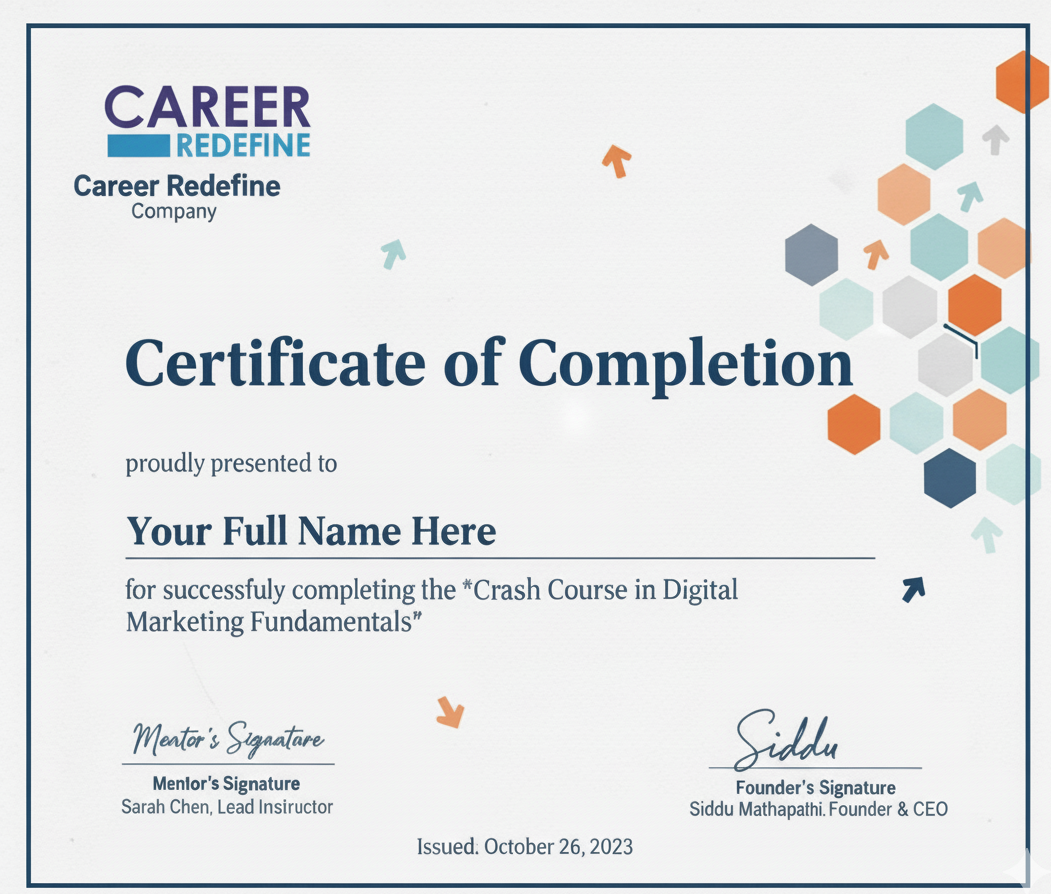 CAREER
REDEFINE
Career Redefine
Company
Certificate of Completion
proudly presented to
Your Full Name Here
for successfuly completing the *Crash Course in Digital
Marketing Fundamentals"
Mentor's Signature
Menlor's Signature
Sarah Chen, Lead Insiructor
Siddu
Founder's Signature
Siddu Mathapathi. Founder & CEO
Issued. October 26, 2023